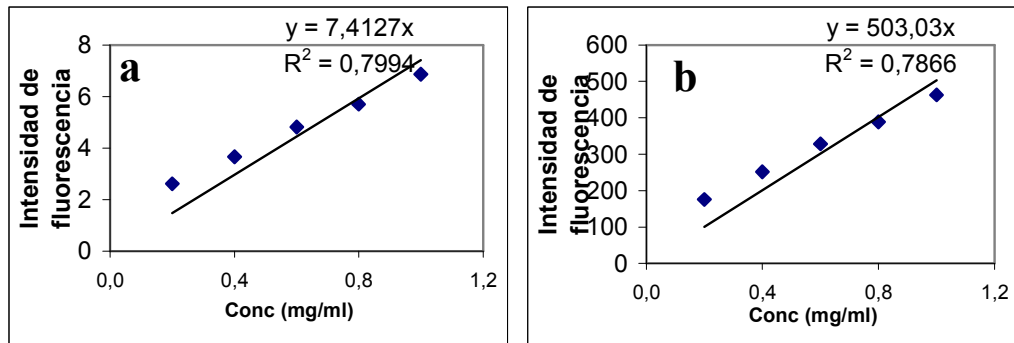 a
y = 7,4127x
R² = 0,7994
Intensidad de
fluorescencia
8
6
4
2
0
0,0 0,4 0,8 1,2
Conc (mg/ml)
b
y = 503,03x
R² = 0,7866
Intensidad de
fluorescencia
600
500
400
300
200
100
0
0,0 0,4 0,8 1,2
Conc (mg/ml)